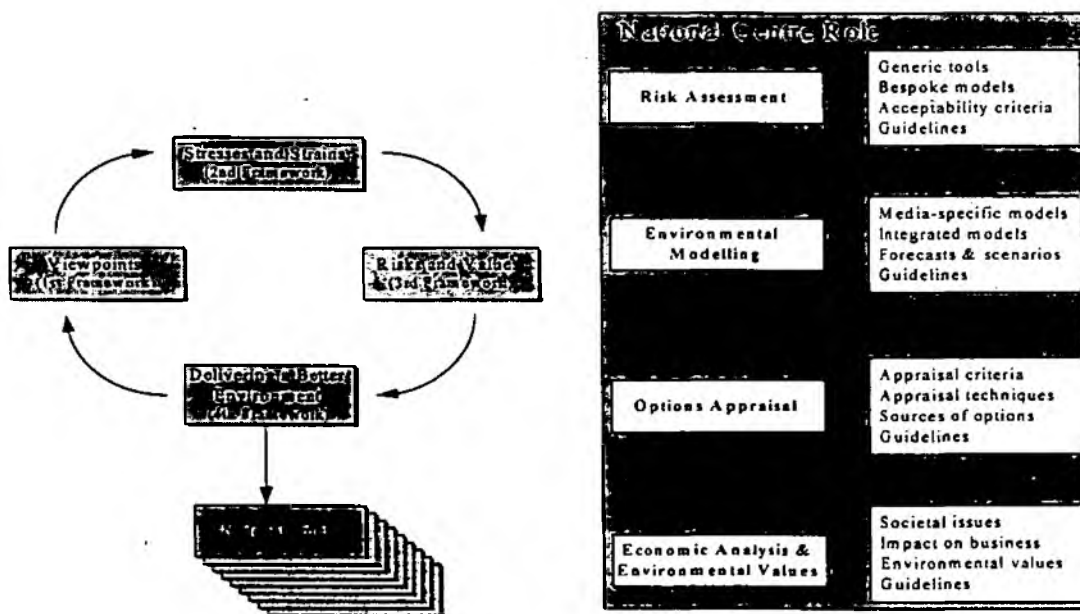 Stresses and Strains
(2nd Framework)
Viewpoints
(1st Framework)
Risks and Value
(3rd Framework)
Delivering a Better
Environment
(4th Framework)
National Centre Role
Risk Assessment
Generic tools
Bespoke models
Acceptability criteria
Guidelines
Environmental
Modelling
Media-specific models
Integrated models
Forecasts & scenarios
Guidelines
Options Appraisal
Appraisal criteria
Appraisal techniques
Sources of options
Guidelines
Economic Analysis &
Environmental Values
Societal issues
Impact on business
Environmental values
Guidelines